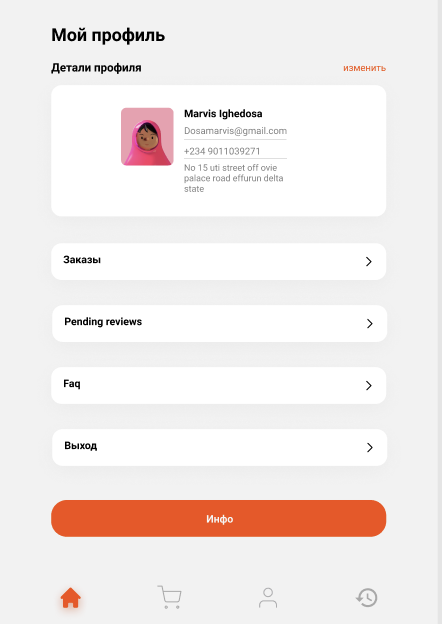 Мой профиль
Детали профиля
изменить
Marvis Ighedosa
Dosamarvis@gmail.com
+234 9011039271
No 15 uti street off ovie
palace road effurun delta
state
Заказы
Pending reviews
Faq
Выход
Инфо